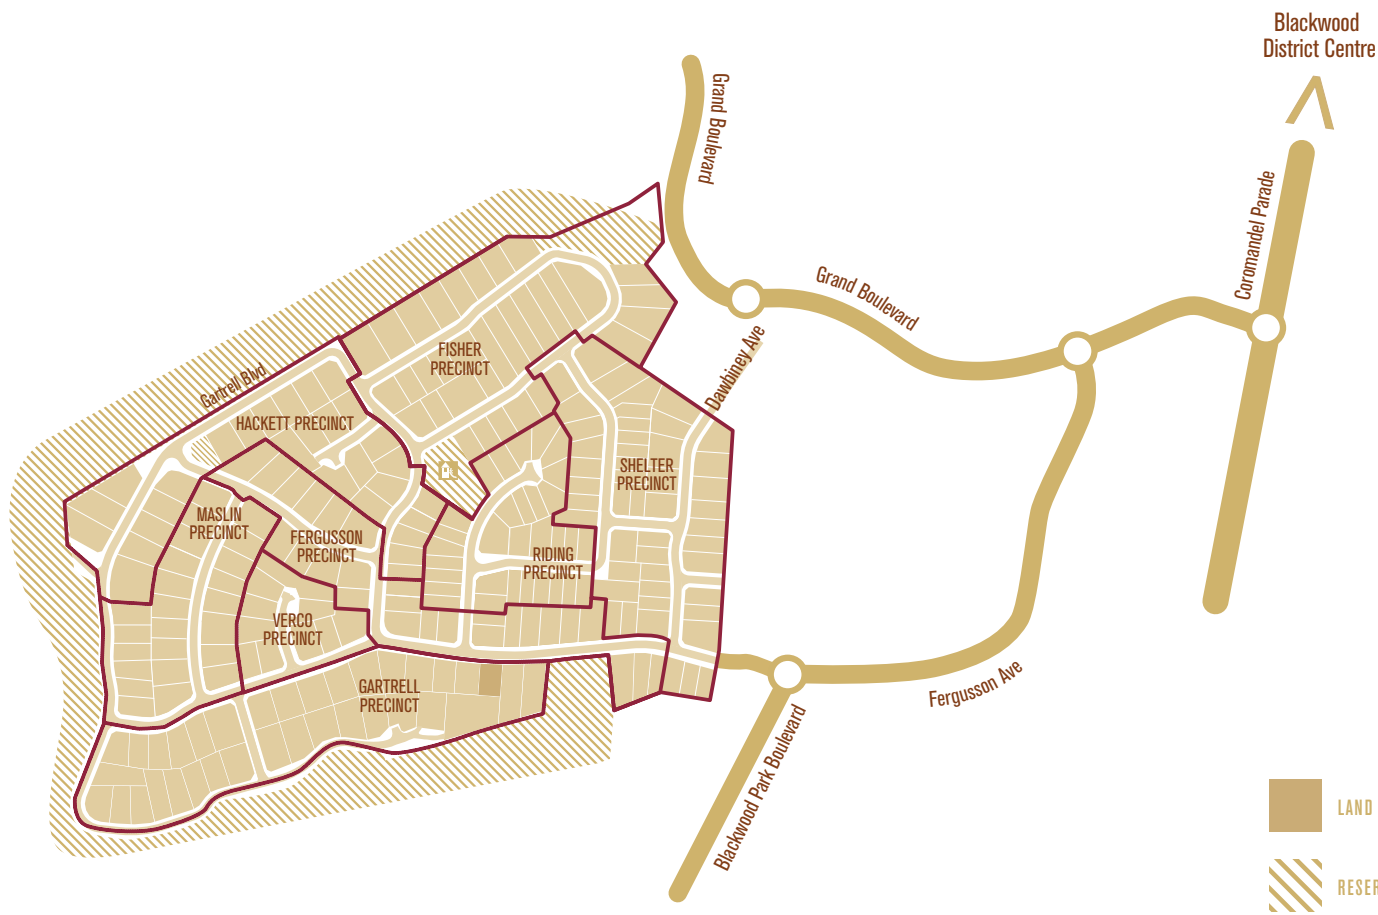 Blackwood
District Centre
Grand Boulevard
Coromandel Parade
Grand Boulevard
Dawbiney Ave
FISHER
PRECINCT
Gartrell Blvd
HACKETT PRECINCT
SHELTER
PRECINCT
MASLIN
PRECINCT
FERGUSSON
PRECINCT
RIDING
PRECINCT
VERCO
PRECINCT
GARTRELL
PRECINCT
Fergusson Ave
Blackwood Park Boulevard
LAND